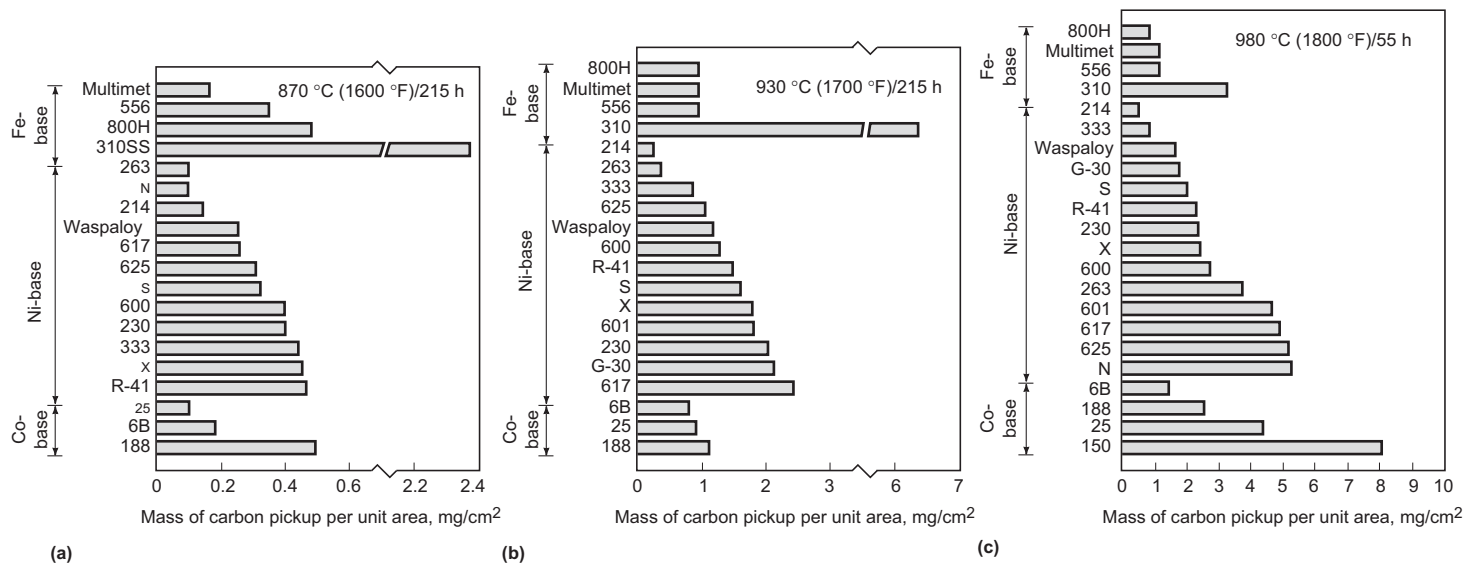 Fe-base
Ni-base
Co-base
870 °C (1600 °F)/215 h
Multimet
556
800H
310SS
263
N
214
Waspaloy
617
625
S
600
230
333
X
R-41
25
6B
188
0 0.2 0.4 0.6 2.2 2.4
Mass of carbon pickup per unit area, mg/cm²
(a)
Fe-base
Ni-base
Co-base
930 °C (1700 °F)/215 h
800H
Multimet
556
310
214
263
333
625
Waspaloy
600
R-41
S
X
601
230
G-30
617
6B
25
188
0 1 2 3 6 7
Mass of carbon pickup per unit area, mg/cm²
(b)
Fe-base
Ni-base
Co-base
980 °C (1800 °F)/55 h
800H
Multimet
556
310
214
333
Waspaloy
G-30
S
R-41
230
X
600
263
601
617
625
N
6B
188
25
150
0 1 2 3 4 5 6 7 8 9 10
Mass of carbon pickup per unit area, mg/cm²
(c)